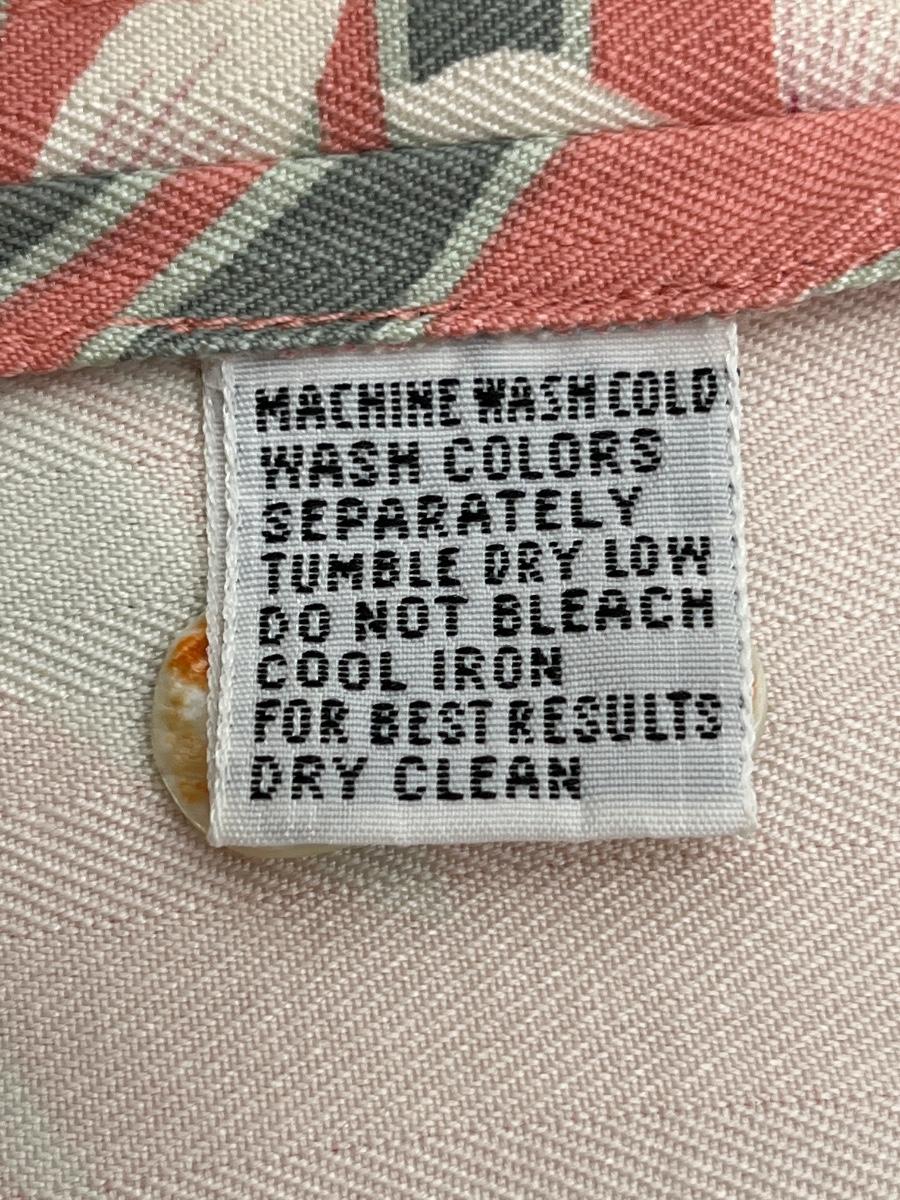 MACHINE WASH COLD
WASH COLORS
SEPARATELY
TUMBLE DRY LOW
DO NOT BLEACH
COOL IRON
FOR BEST RESULTS
DRY CLEAN